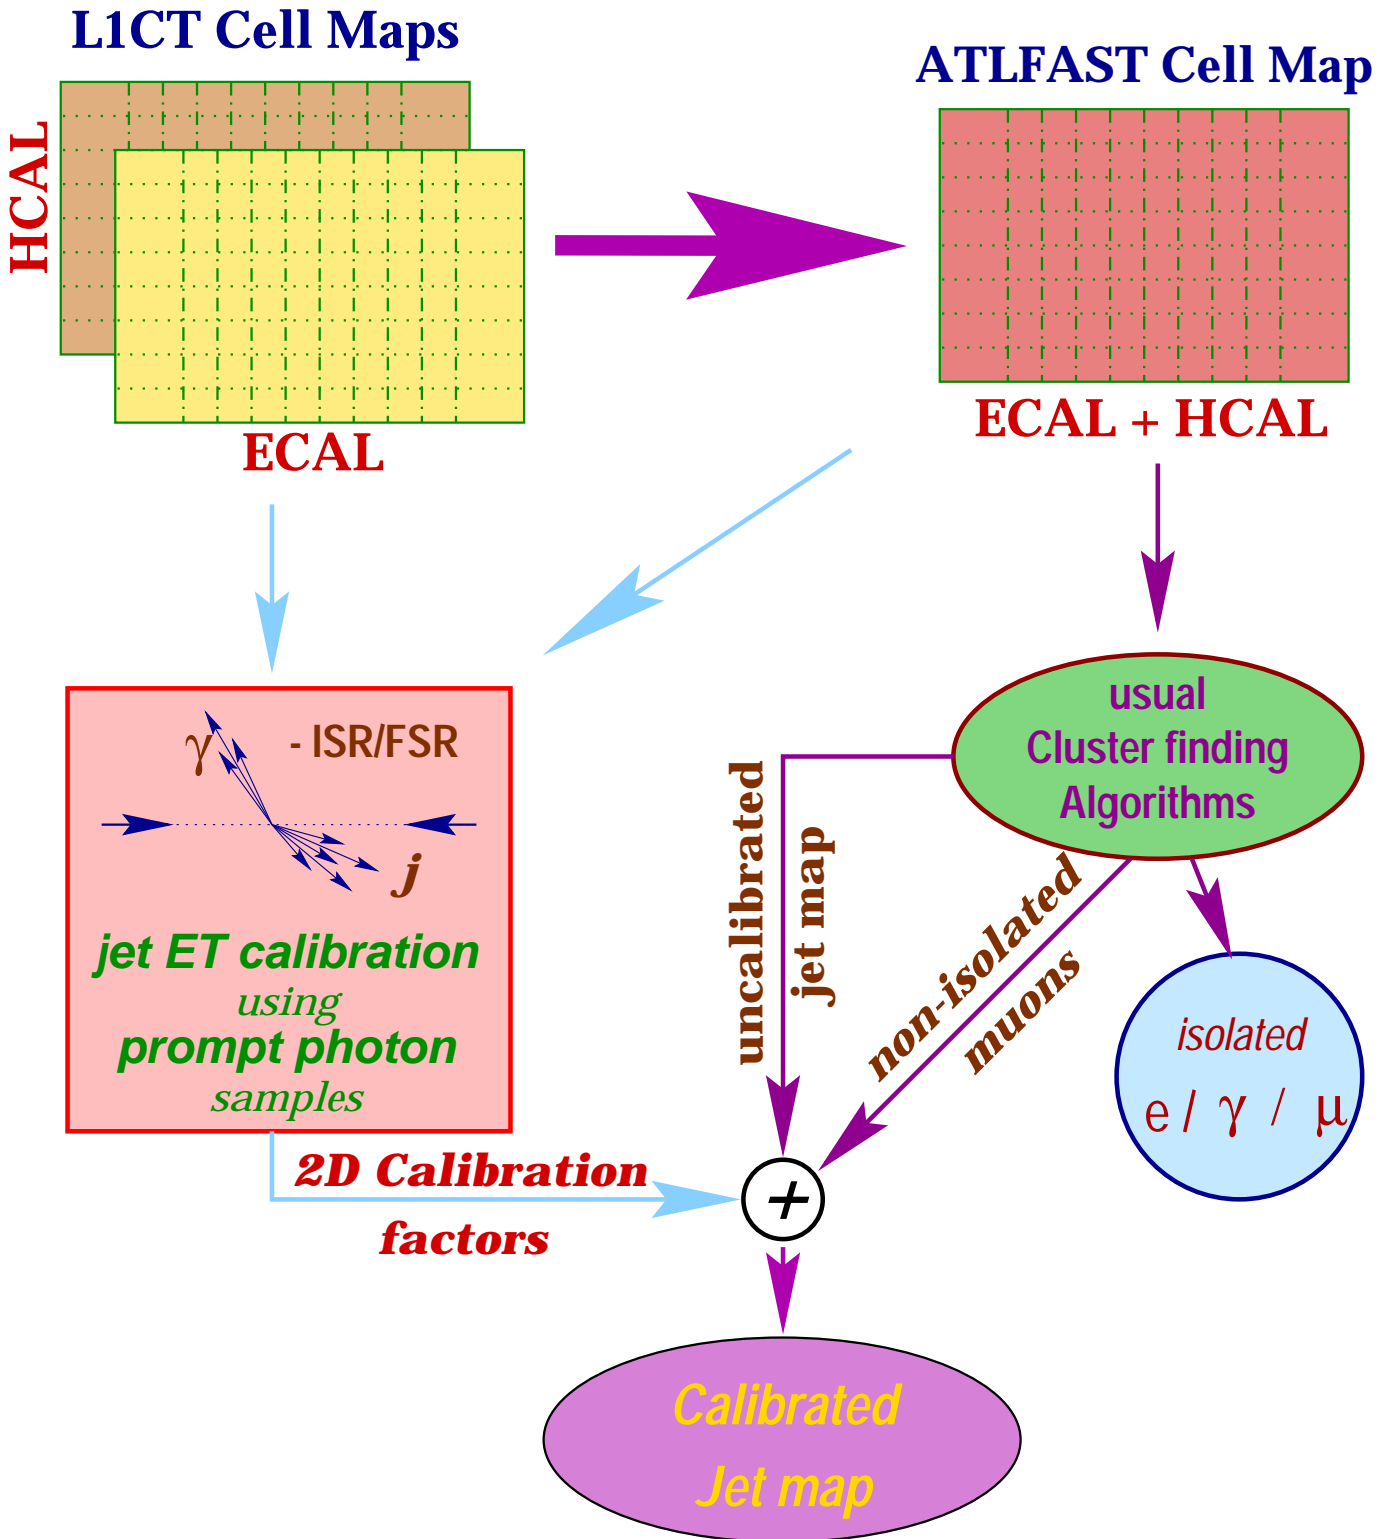 L1CT Cell Maps
ATLFAST Cell Map
HCAL
ECAL
ECAL + HCAL
γ
- ISR/FSR
j
jet ET calibration
using
prompt photon
samples
usual
Cluster finding
Algorithms
uncalibrated
jet map
non-isolated
muons
isolated
e / γ / μ
2D Calibration
factors
+
Calibrated
Jet map